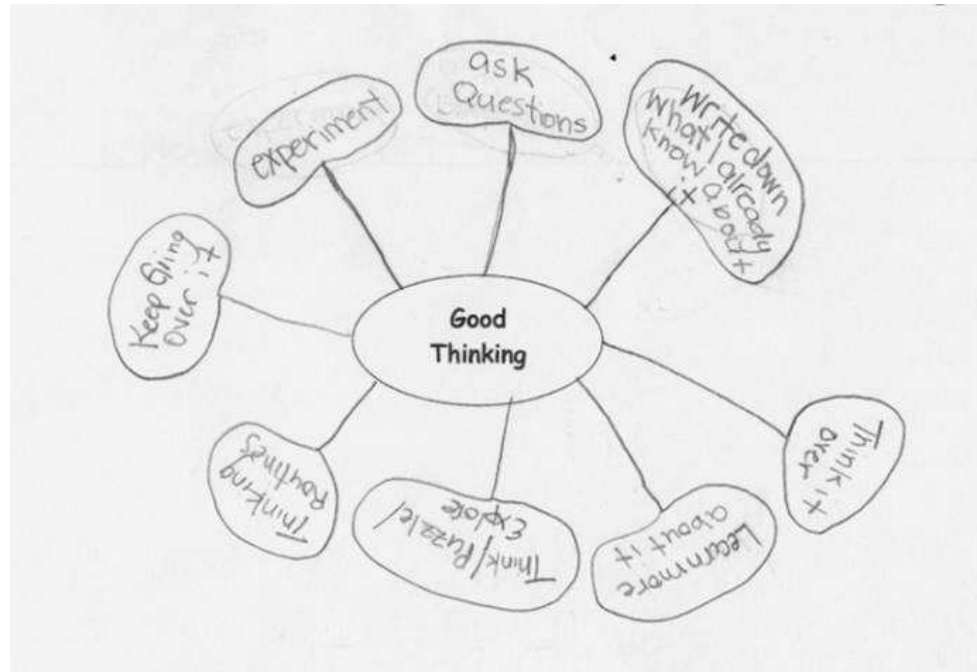 Good
Thinking
ask
Questions
Write down
What I already
know about
it
Think it
over
Learn more
about it
Think/Puzzle/
Explore
Thinking
Routines
Keep Going
Over it
experiment